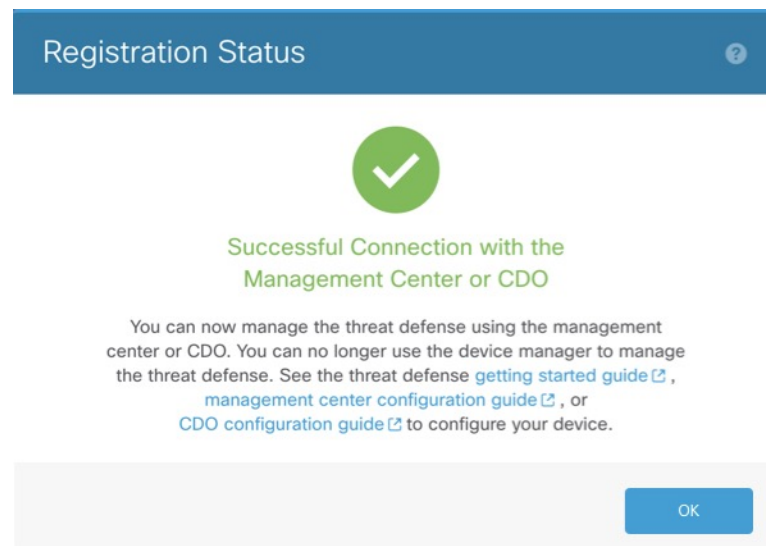 Registration Status
?
Successful Connection with the
Management Center or CDO
You can now manage the threat defense using the management
center or CDO. You can no longer use the device manager to manage
the threat defense. See the threat defense getting started guide ,
management center configuration guide , or
CDO configuration guide to configure your device.
OK